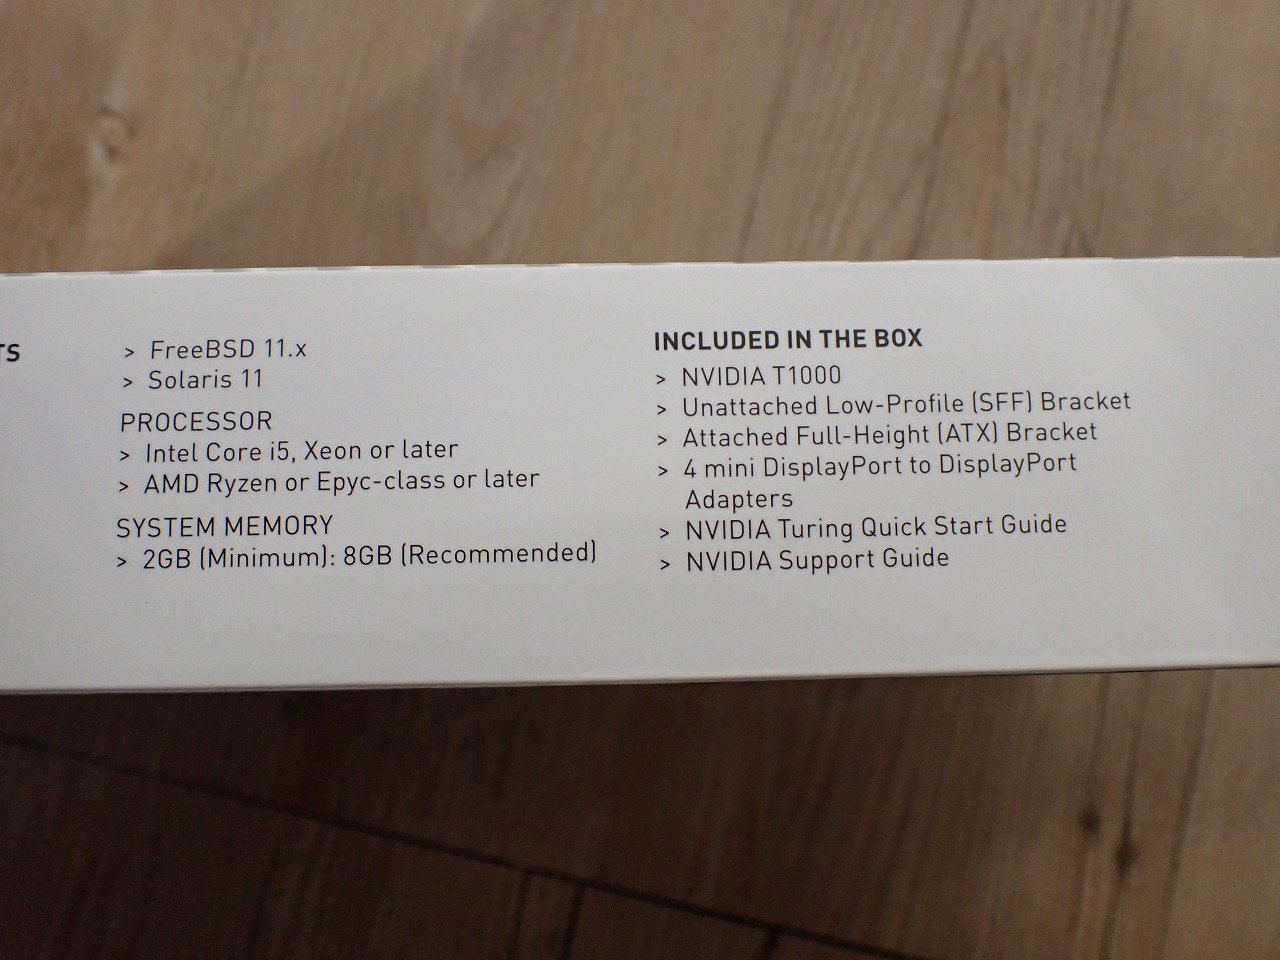 TS
> FreeBSD 11.x
> Solaris 11
PROCESSOR
> Intel Core i5, Xeon or later
> AMD Ryzen or Epyc-class or later
SYSTEM MEMORY
> 2GB (Minimum): 8GB (Recommended)
INCLUDED IN THE BOX
> NVIDIA T1000
> Unattached Low-Profile (SFF) Bracket
> Attached Full-Height (ATX) Bracket
> 4 mini DisplayPort to DisplayPort
Adapters
> NVIDIA Turing Quick Start Guide
> NVIDIA Support Guide